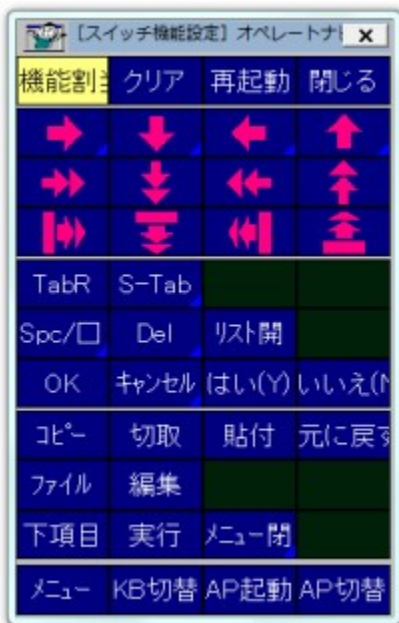 [スイッチ機能設定] オペレートナビ
機能割当 クリア 再起動 閉じる
TabR S-Tab
Spc/□ Del リスト開
OK キャンセル はい(Y) いいえ(N
コピー 切取 貼付 元に戻す
ファイル 編集
下項目 実行 メニュー閉
メニュー KB切替 AP起動 AP切替